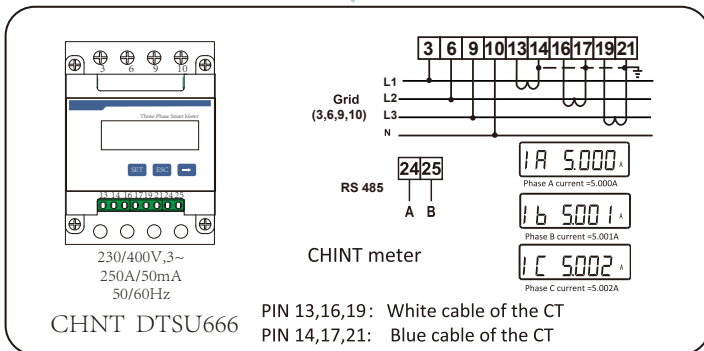 3 6 9 10
Three-Phase Smart Meter
SET ESC →
13 14 16 17 19 21 24 25
230/400V,3~
250A/50mA
50/60Hz
CHNT DTSU666
3 6 9 10 13 14 16 17 19 21
L1
L2
L3
N
Grid
(3,6,9,10)
RS 485
24 25
A B
CHINT meter
IA 5.000 A
Phase A current =5.000A
Ib 5.001 A
Phase B current =5.001A
IC 5.002 A
Phase C current =5.002A
PIN 13,16,19: White cable of the CT
PIN 14,17,21: Blue cable of the CT